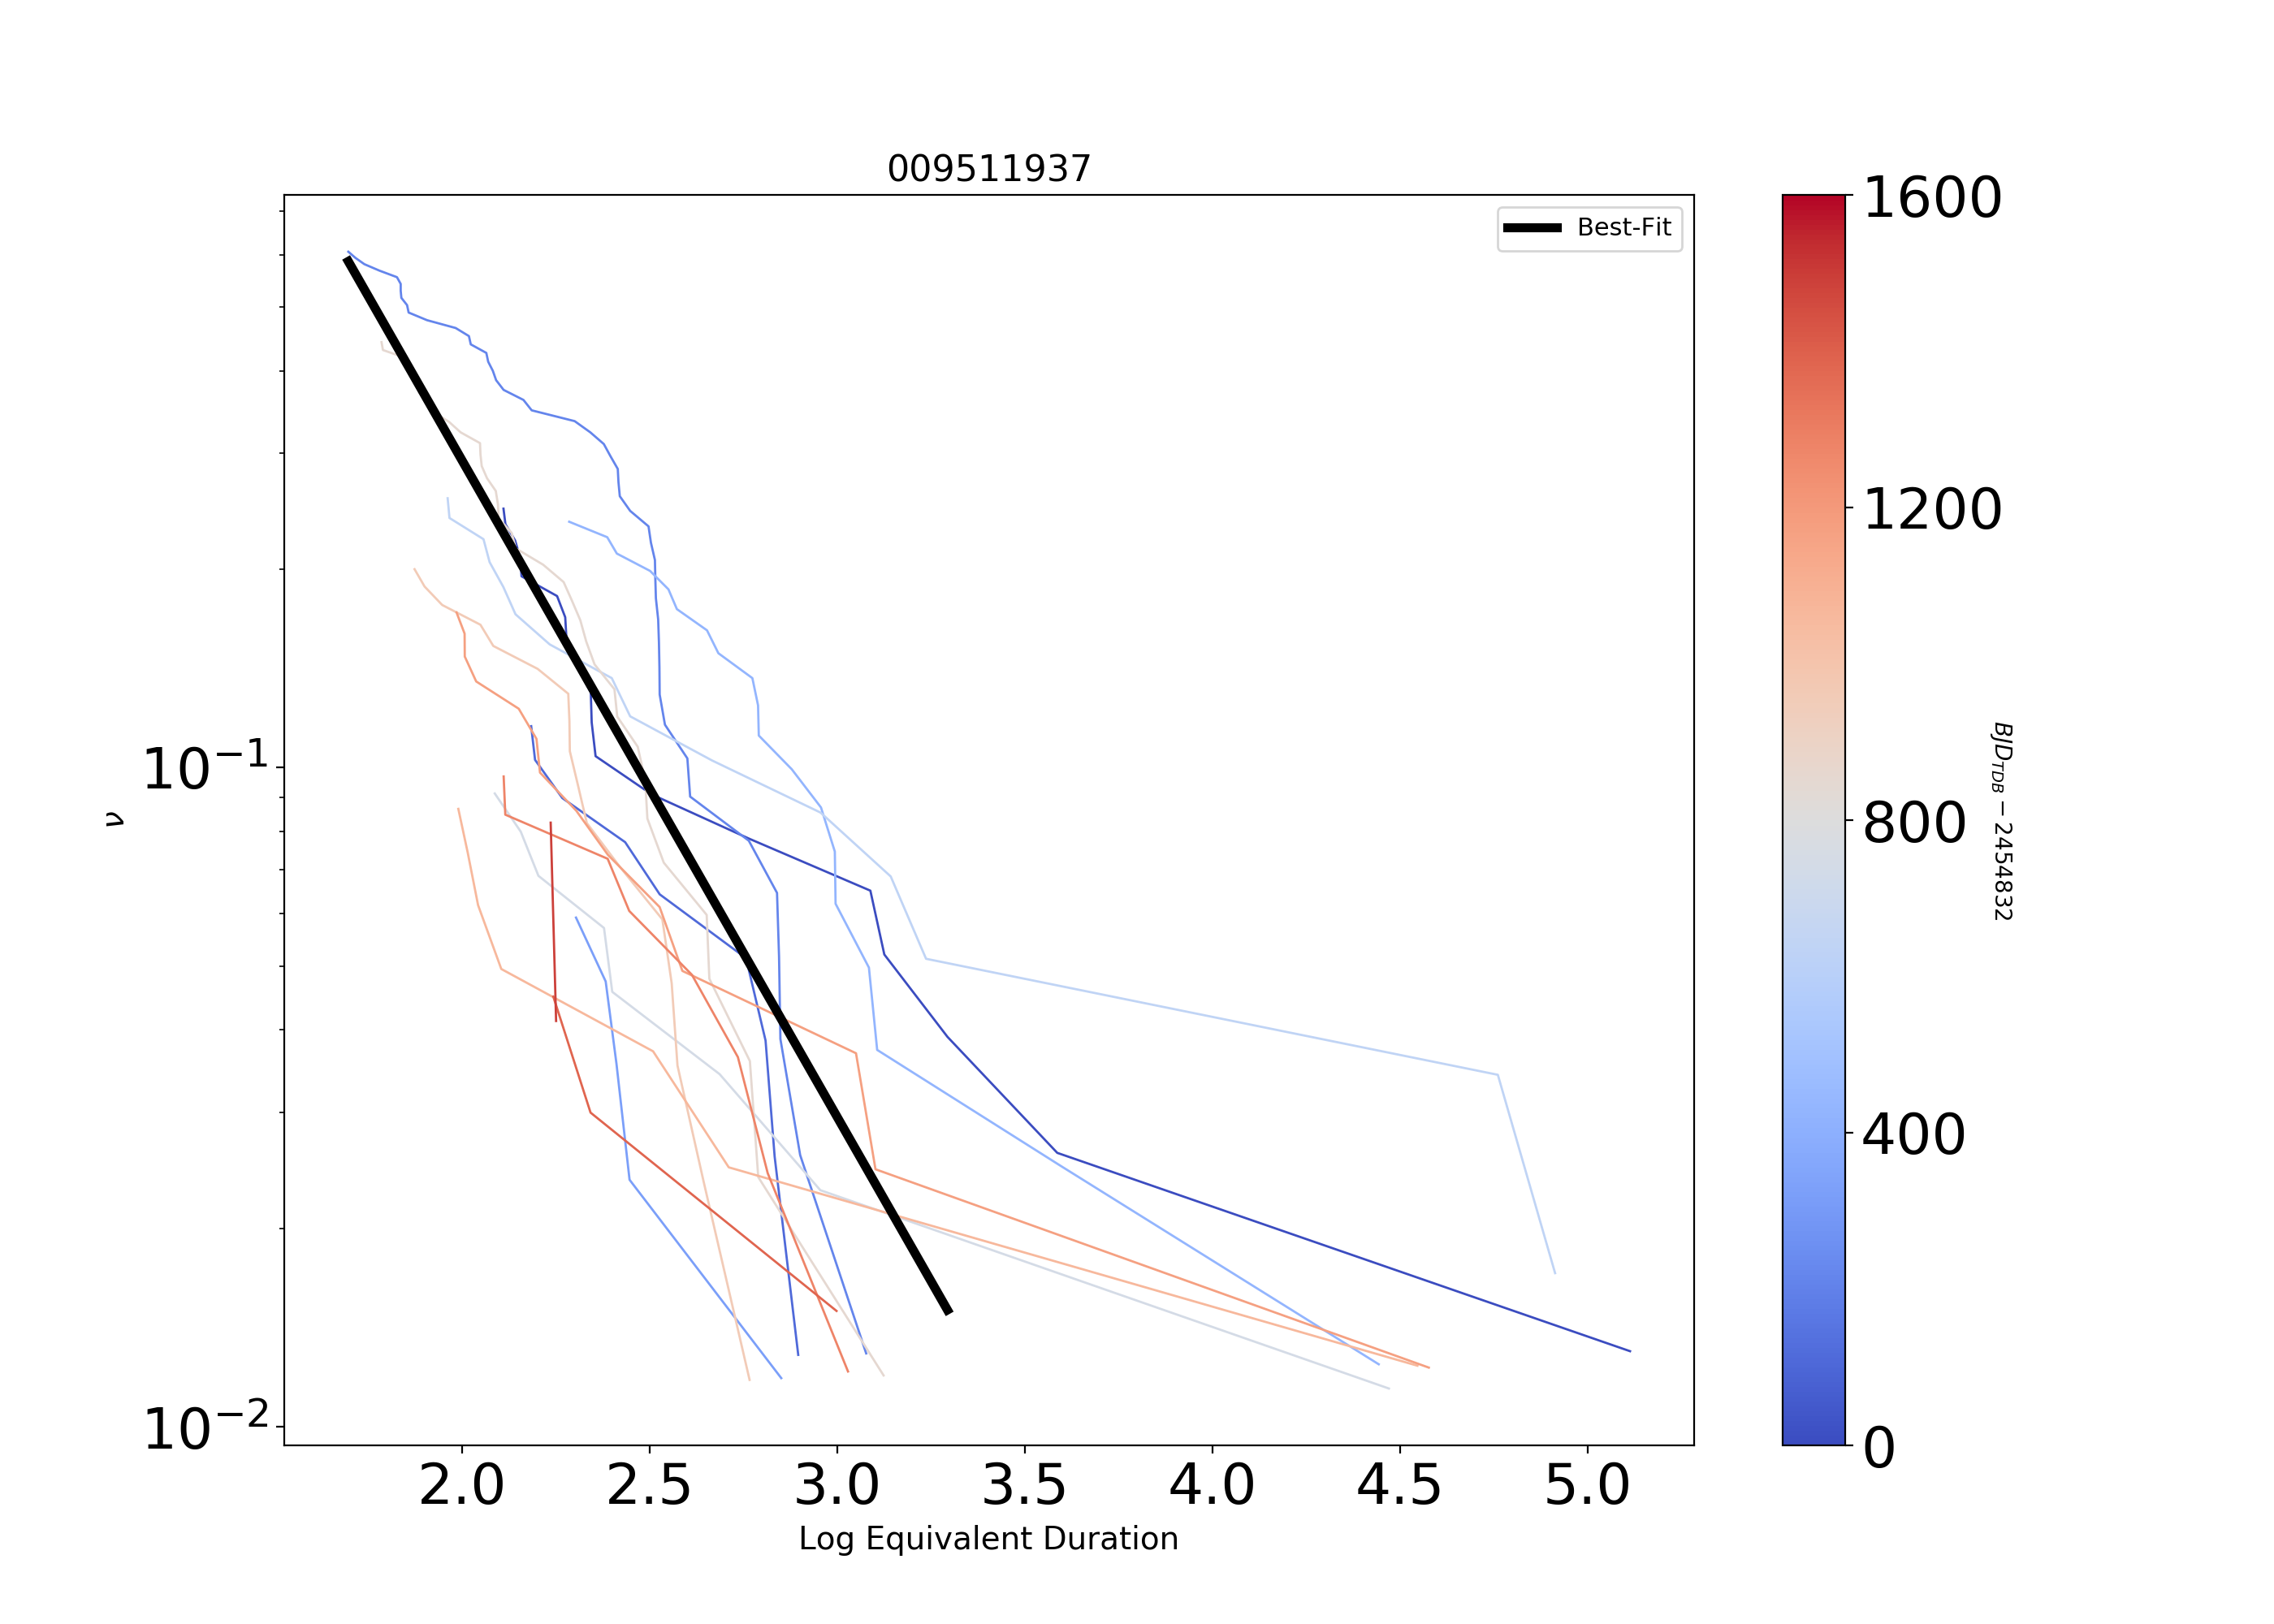 009511937
Best-Fit
10⁻¹
10⁻²
ν
2.0 2.5 3.0 3.5 4.0 4.5 5.0
Log Equivalent Duration
1600
1200
800
400
0
BJD_TDB − 2454832